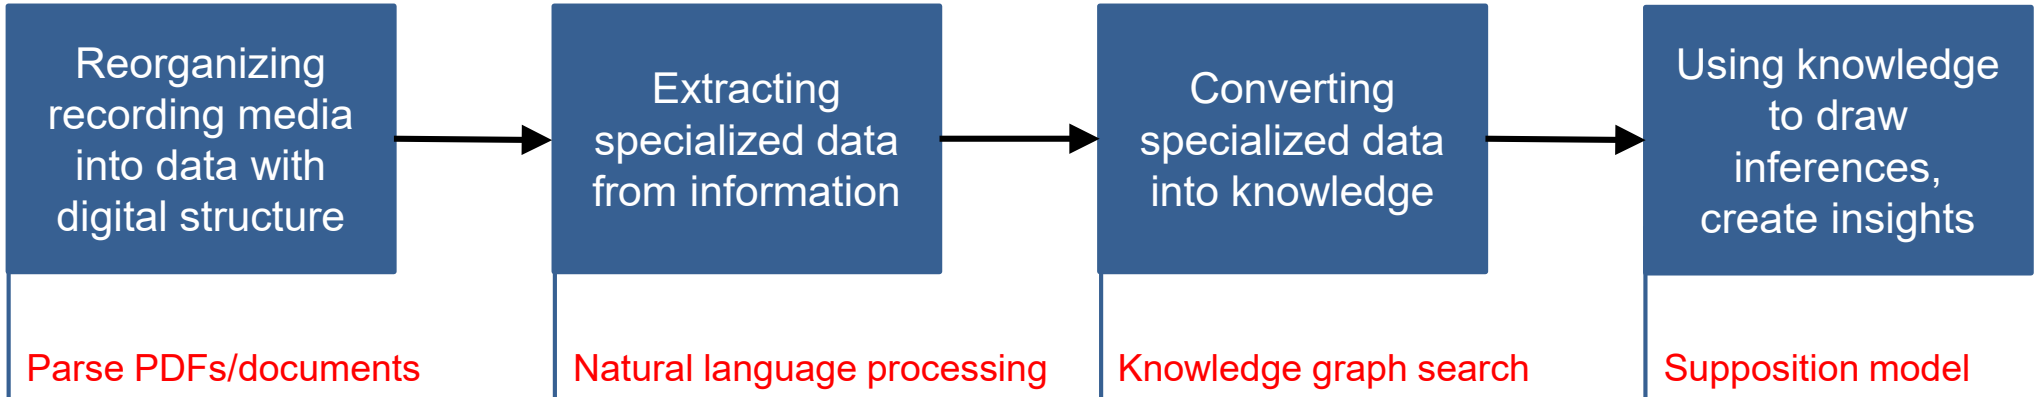 Reorganizing
recording media
into data with
digital structure
Extracting
specialized data
from information
Converting
specialized data
into knowledge
Using knowledge
to draw
inferences,
create insights
Parse PDFs/documents
Natural language processing
Knowledge graph search
Supposition model